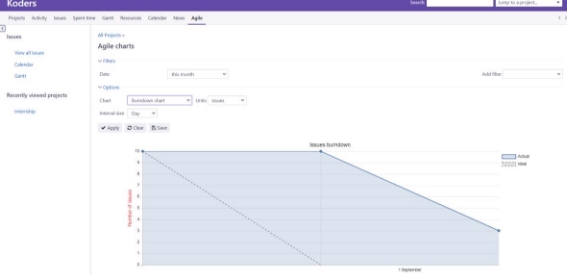 Koders
Search
Jump to a project...
Projects Activity Issues Spent time Gantt Resources Calendar News Agile
Issues
View all issues
Calendar
Gantt
Recently viewed projects
Internship
All Projects »
Agile charts
Filters
Date
this month
Add filter
Options
Chart
Burndown chart
Units
Issues
Interval size
Day
Apply Clear Save
Issues burndown
Actual
Ideal
Number of Issues
10
9
8
7
6
5
4
3
2
1
0
1 September